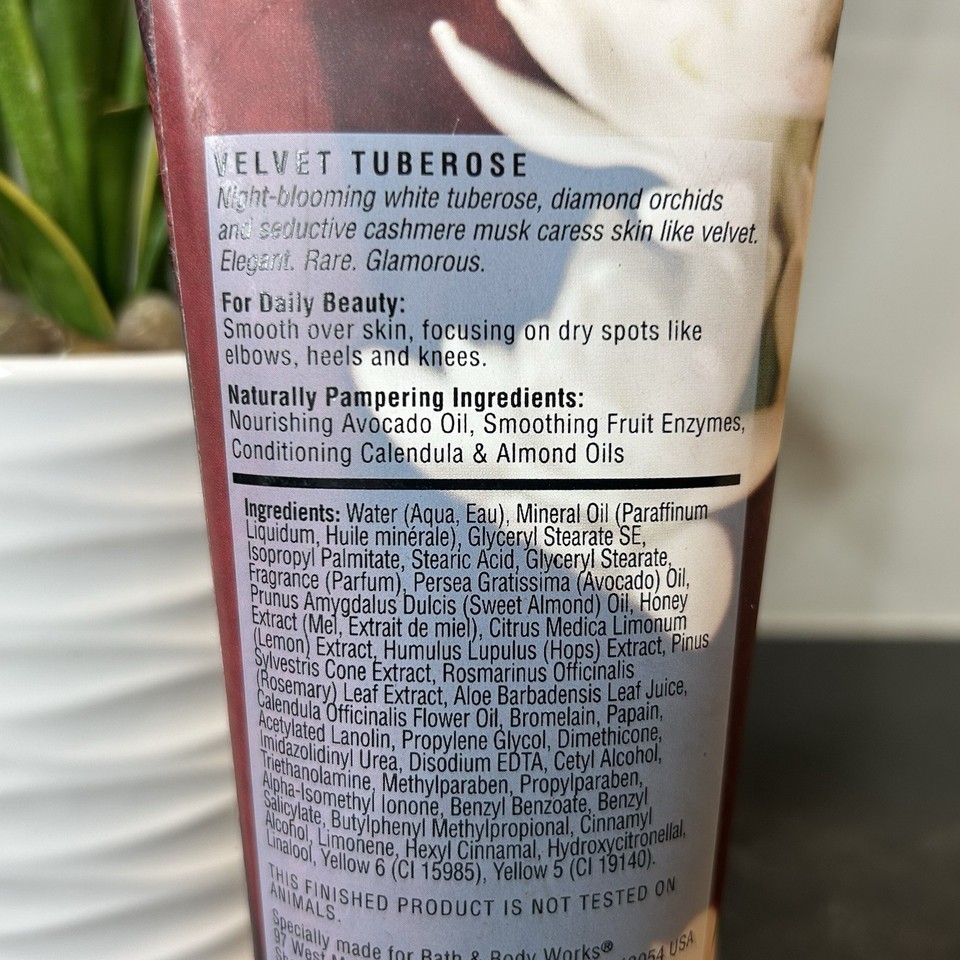 VELVET TUBEROSE
Night-blooming white tuberose, diamond orchids
and seductive cashmere musk caress skin like velvet.
Elegant. Rare. Glamorous.
For Daily Beauty:
Smooth over skin, focusing on dry spots like
elbows, heels and knees.
Naturally Pampering Ingredients:
Nourishing Avocado Oil, Smoothing Fruit Enzymes,
Conditioning Calendula & Almond Oils
Ingredients: Water (Aqua, Eau), Mineral Oil (Paraffinum
Liquidum, Huile minérale), Glyceryl Stearate SE,
Isopropyl Palmitate, Stearic Acid, Glyceryl Stearate,
Fragrance (Parfum), Persea Gratissima (Avocado) Oil,
Prunus Amygdalus Dulcis (Sweet Almond) Oil, Honey
Extract (Mel, Extrait de miel), Citrus Medica Limonum
(Lemon) Extract, Humulus Lupulus (Hops) Extract, Pinus
Sylvestris Cone Extract, Rosmarinus Officinalis
(Rosemary) Leaf Extract, Aloe Barbadensis Leaf Juice,
Calendula Officinalis Flower Oil, Bromelain, Papain,
Acetylated Lanolin, Propylene Glycol, Dimethicone,
Imidazolidinyl Urea, Disodium EDTA, Cetyl Alcohol,
Triethanolamine, Methylparaben, Propylparaben,
Alpha-Isomethyl Ionone, Benzyl Benzoate, Benzyl
Salicylate, Butylphenyl Methylpropional, Cinnamyl
Alcohol, Limonene, Hexyl Cinnamal, Hydroxycitronellal,
Linalool, Yellow 6 (CI 15985), Yellow 5 (CI 19140).
THIS FINISHED PRODUCT IS NOT TESTED ON
ANIMALS.
Specially made for Bath & Body Works®
97 West USA